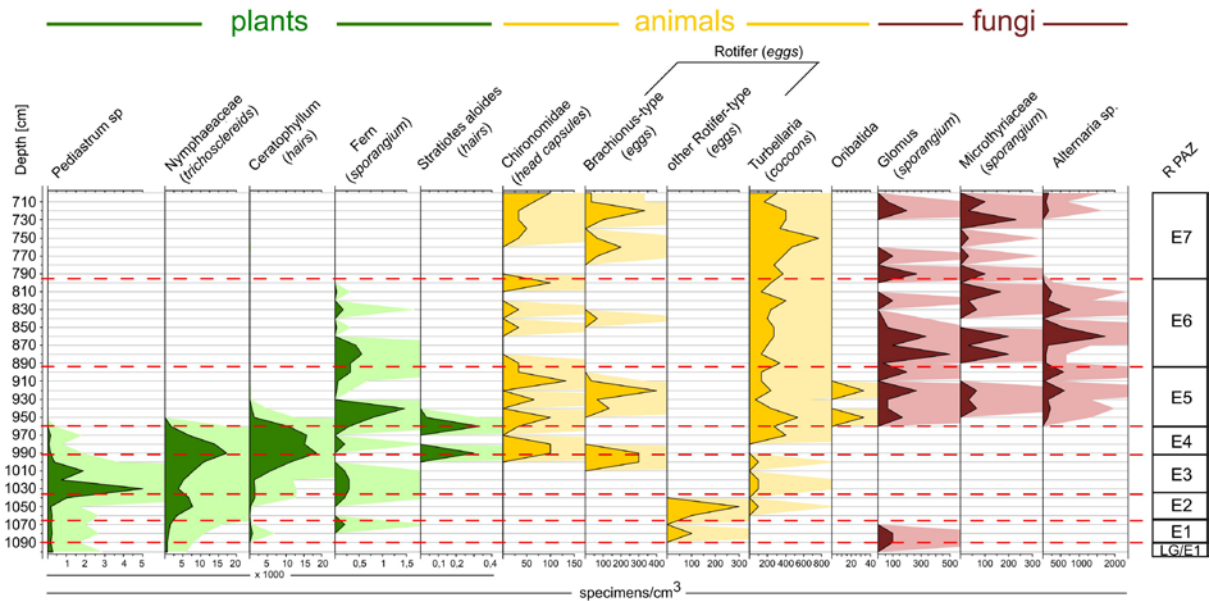 plants animals fungi
Rotifer (eggs)
Depth [cm]
Pediastrum sp
Nymphaeaceae
(trichosclereids)
Ceratophyllum
(hairs)
Fern
(sporangium)
Stratiotes aloides
(hairs)
Chironomidae
(head capsules)
Brachionus-type
(eggs)
other Rotifer-type
(eggs)
Turbellaria
(cocoons)
Oribatida
Glomus
(sporangium)
Microthyriaceae
(sporangium)
Alternaria sp.
R PAZ
710
730
750
770
790
810
830
850
870
890
910
930
950
970
990
1010
1030
1050
1070
1090
E7
E6
E5
E4
E3
E2
E1
LG/E1
1 2 3 4 5
5 10 15 20
5 10 15 20
0,5 1 1,5
0,1 0,2 0,4
50 100 150
100 200 300 400
100 200 300
200 400 600 800
20 40
100 200 300 400 500
100 200 300 400
500 1000 2000
x 1000
specimens/cm3